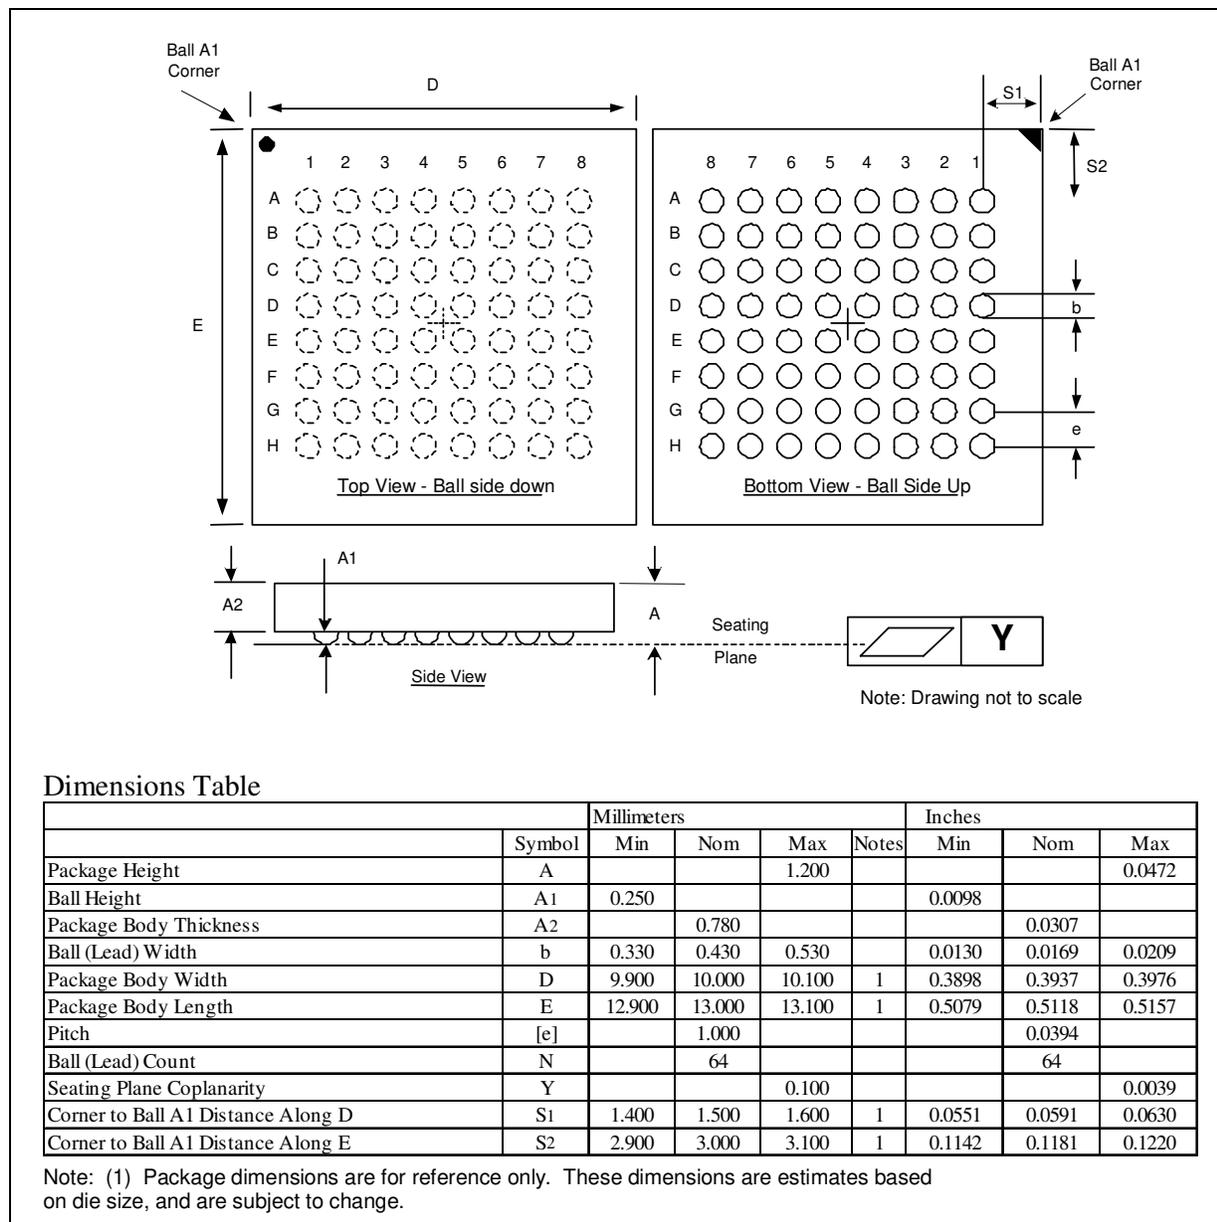 Ball A1
Corner
D
S1
Ball A1
Corner
1 2 3 4 5 6 7 8
8 7 6 5 4 3 2 1
S2
A
B
C
D
E
F
G
H
E
A
B
C
D
E
F
G
H
b
e
Top View - Ball side down
Bottom View - Ball Side Up
A1
A2
A
Seating
Plane
Y
Side View
Note: Drawing not to scale
Dimensions Table
Millimeters Inches
Symbol Min Nom Max Notes Min Nom Max
Package Height A 1.200 0.0472
Ball Height A1 0.250 0.0098
Package Body Thickness A2 0.780 0.0307
Ball (Lead) Width b 0.330 0.430 0.530 0.0130 0.0169 0.0209
Package Body Width D 9.900 10.000 10.100 1 0.3898 0.3937 0.3976
Package Body Length E 12.900 13.000 13.100 1 0.5079 0.5118 0.5157
Pitch [e] 1.000 0.0394
Ball (Lead) Count N 64 64
Seating Plane Coplanarity Y 0.100 0.0039
Corner to Ball A1 Distance Along D S1 1.400 1.500 1.600 1 0.0551 0.0591 0.0630
Corner to Ball A1 Distance Along E S2 2.900 3.000 3.100 1 0.1142 0.1181 0.1220
Note: (1) Package dimensions are for reference only. These dimensions are estimates based
on die size, and are subject to change.